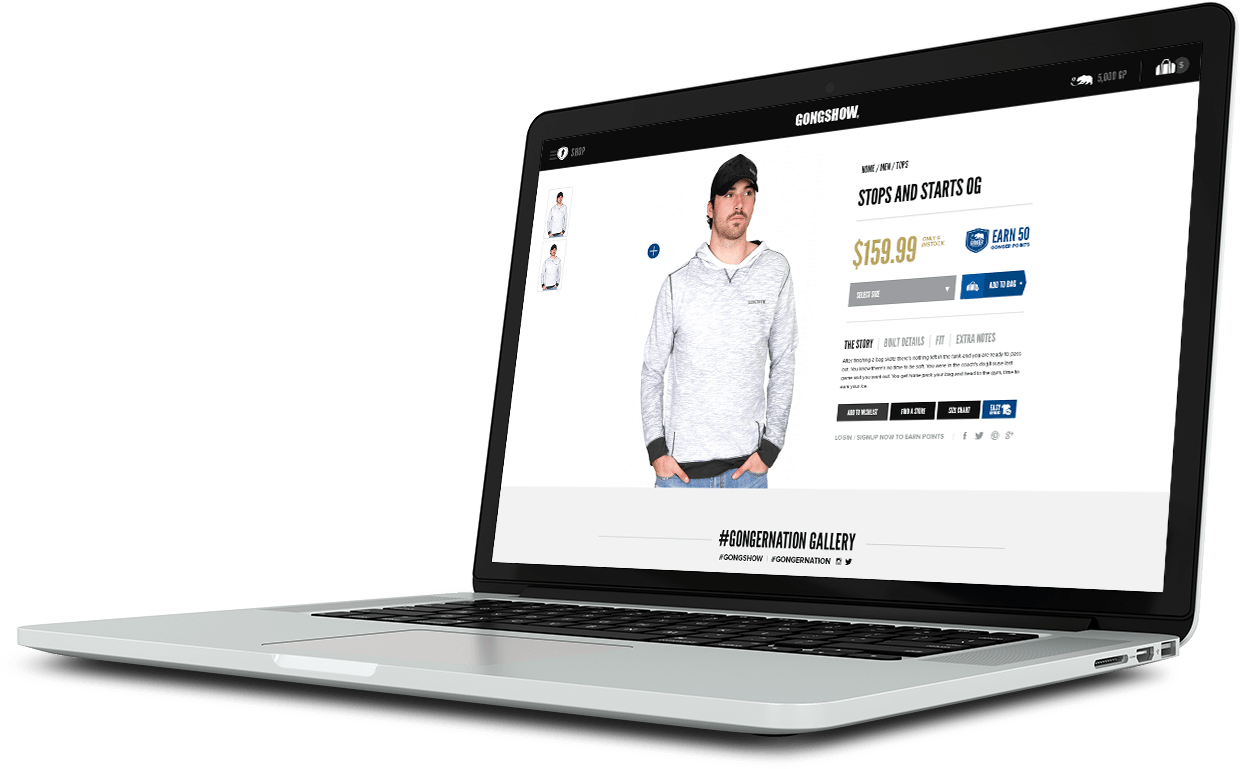 5,000 GP
$
GONGSHOW
SHOP
HOME / MEN / TOPS
STOPS AND STARTS OG
$159.99
INSTOCK
EARN 50
GONGER POINTS
SELECT SIZE
ADD TO BAG
GONGSHOW
THE STORY | BUILT DETAILS | FIT | EXTRA NOTES
After finishing a bag skate there's nothing left in the tank and you are ready to pass
out. You know there's no time to be soft. You were in the coach's doghouse last
game and you want out. You get home pack your bag and head to the gym, time to
earn your ice.
ADD TO WISHLIST
FIND A STORE
SIZE CHART
LOGIN / SIGNUP NOW TO EARN POINTS
#GONGERNATION GALLERY
#GONGSHOW | #GONGERNATION